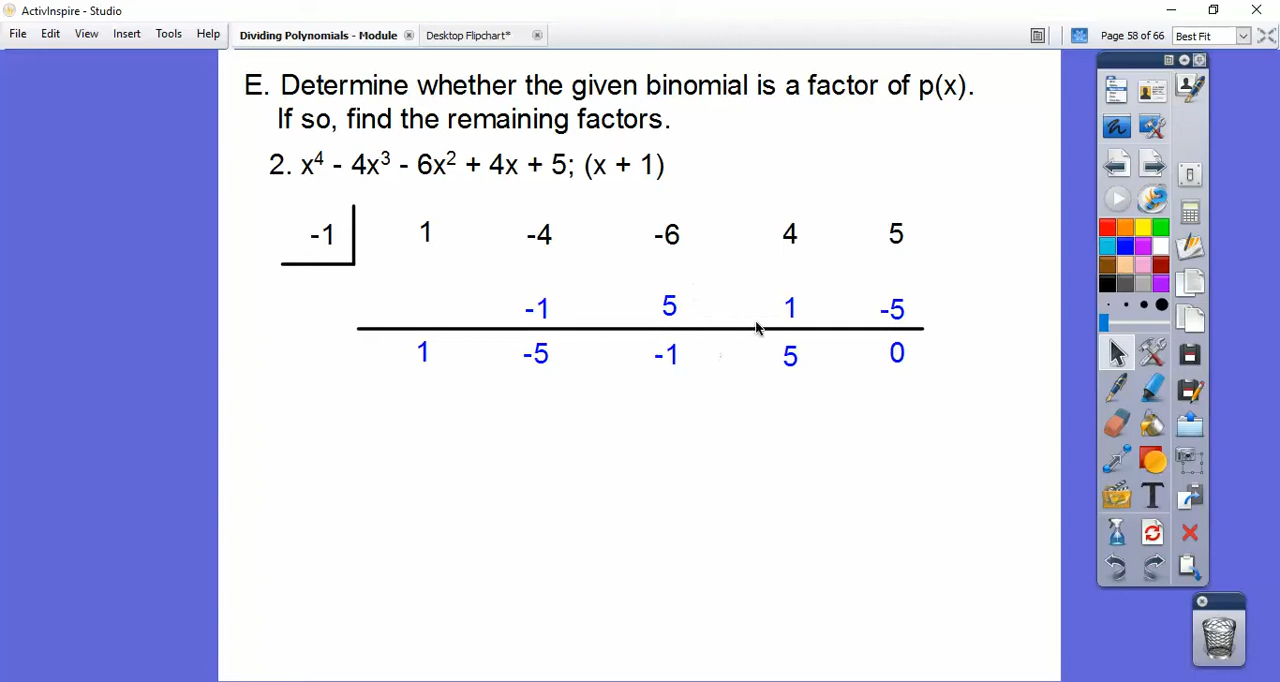 ActivInspire - Studio
File Edit View Insert Tools Help
Dividing Polynomials - Module
Desktop Flipchart*
Page 58 of 66
Best Fit
E. Determine whether the given binomial is a factor of p(x).
If so, find the remaining factors.
2. x⁴ - 4x³ - 6x² + 4x + 5; (x + 1)
-1 1 -4 -6 4 5
-1 5 1 -5
1 -5 -1 5 0